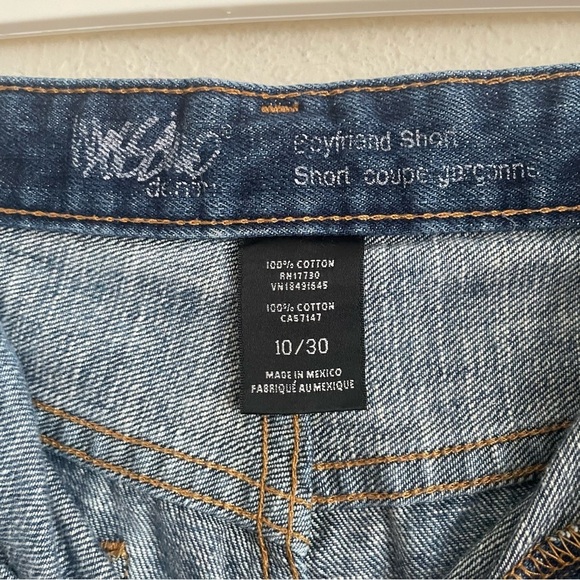 Mossimo
denim
Boyfriend Short
Short coupe garçonne
100% COTTON
RN17730
VN18491645
100% COTTON
CA57147
10/30
MADE IN MEXICO
FABRIQUÉ AU MEXIQUE